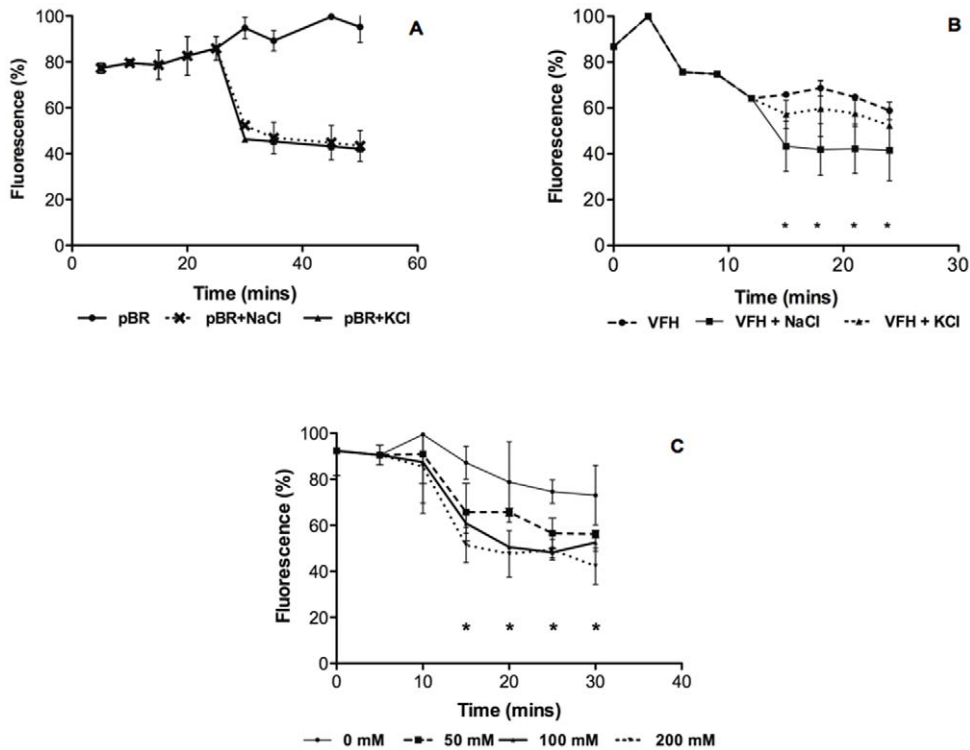 A
Fluorescence (%)
100
80
60
40
20
0
0 20 40 60
Time (mins)
pBR pBR+NaCl pBR+KCl
B
Fluorescence (%)
100
80
60
40
20
0
0 10 20 30
* * * *
Time (mins)
VFH VFH + NaCl VFH + KCl
C
Fluorescence (%)
100
80
60
40
20
0
* * * *
0 10 20 30 40
Time (mins)
0 mM 50 mM 100 mM 200 mM